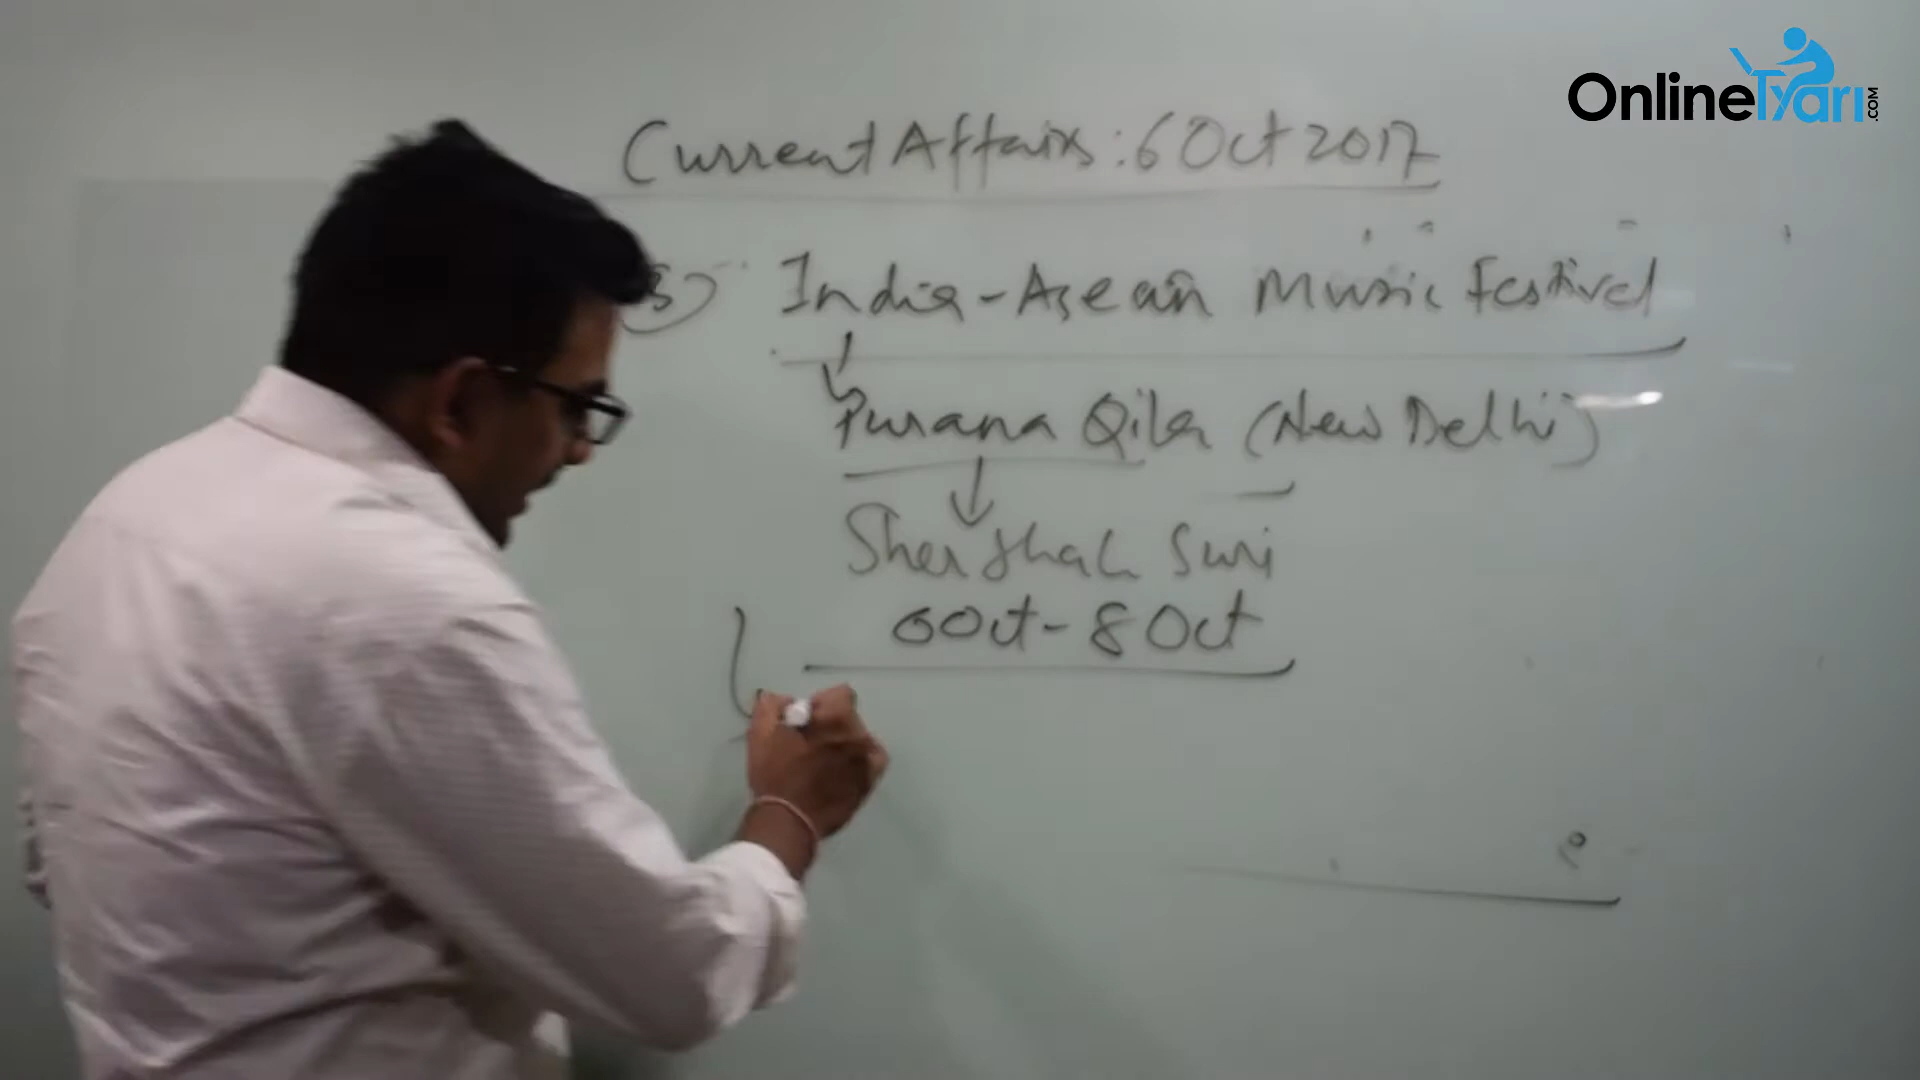 OnlineTyari.COM
Current Affairs: 6 Oct 2017
3) India-Asean Music Festival
Purana Qila (New Delhi)
Sher Shah Suri
6 Oct - 8 Oct